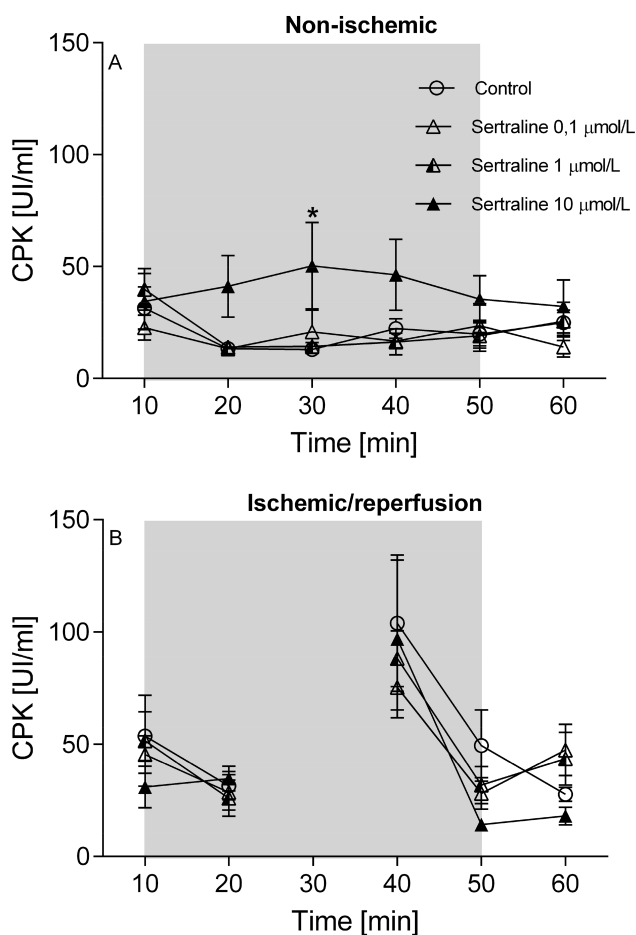 Non-ischemic
A
150
100
50
0
CPK [UI/ml]
Control
Sertraline 0,1 μmol/L
Sertraline 1 μmol/L
Sertraline 10 μmol/L
*
10 20 30 40 50 60
Time [min]
Ischemic/reperfusion
B
150
100
50
0
CPK [UI/ml]
10 20 30 40 50 60
Time [min]